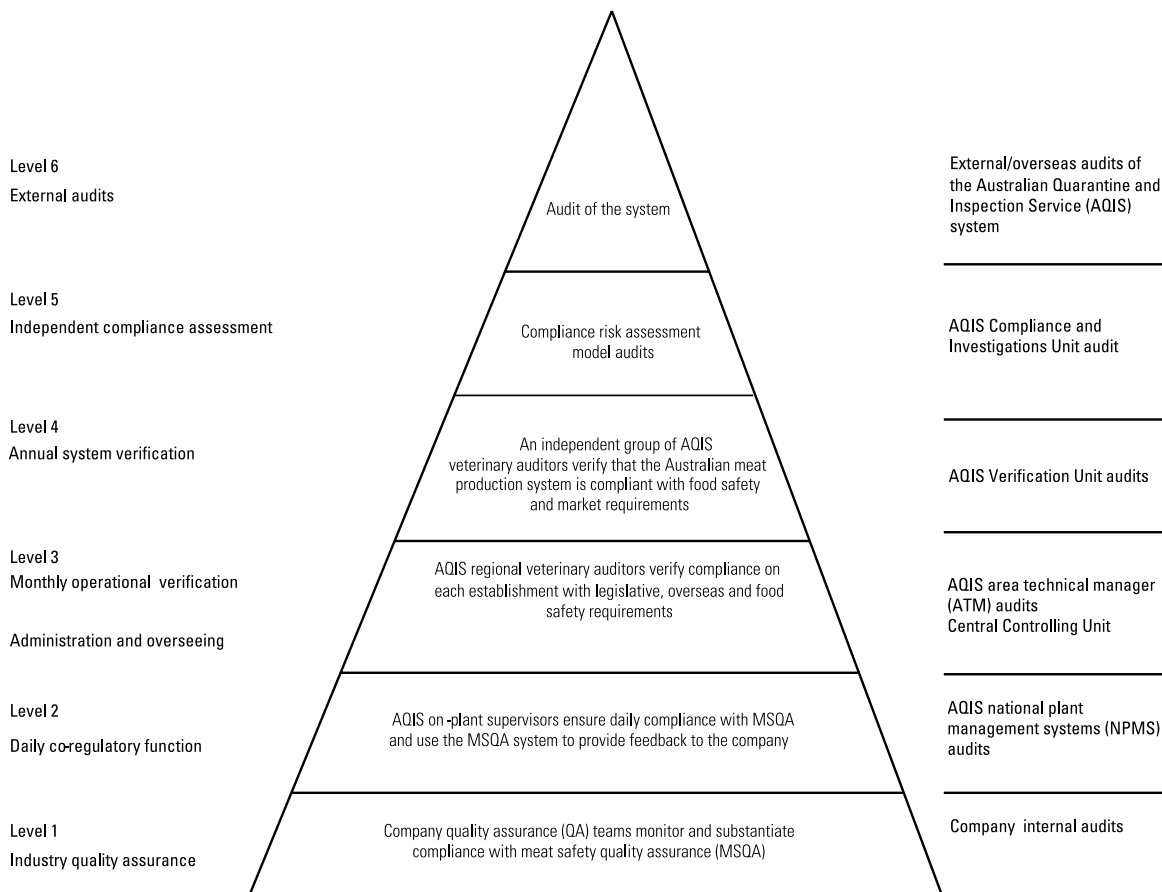 Level 6
External audits
Audit of the system
External/overseas audits of
the Australian Quarantine and
Inspection Service (AQIS)
system
Level 5
Independent compliance assessment
Compliance risk assessment
model audits
AQIS Compliance and
Investigations Unit audit
Level 4
Annual system verification
An independent group of AQIS
veterinary auditors verify that the Australian meat
production system is compliant with food safety
and market requirements
AQIS Verification Unit audits
Level 3
Monthly operational verification
Administration and overseeing
AQIS regional veterinary auditors verify compliance on
each establishment with legislative, overseas and food
safety requirements
AQIS area technical manager
(ATM) audits
Central Controlling Unit
Level 2
Daily co-regulatory function
AQIS on-plant supervisors ensure daily compliance with MSQA
and use the MSQA system to provide feedback to the company
AQIS national plant
management systems (NPMS)
audits
Level 1
Industry quality assurance
Company quality assurance (QA) teams monitor and substantiate
compliance with meat safety quality assurance (MSQA)
Company internal audits